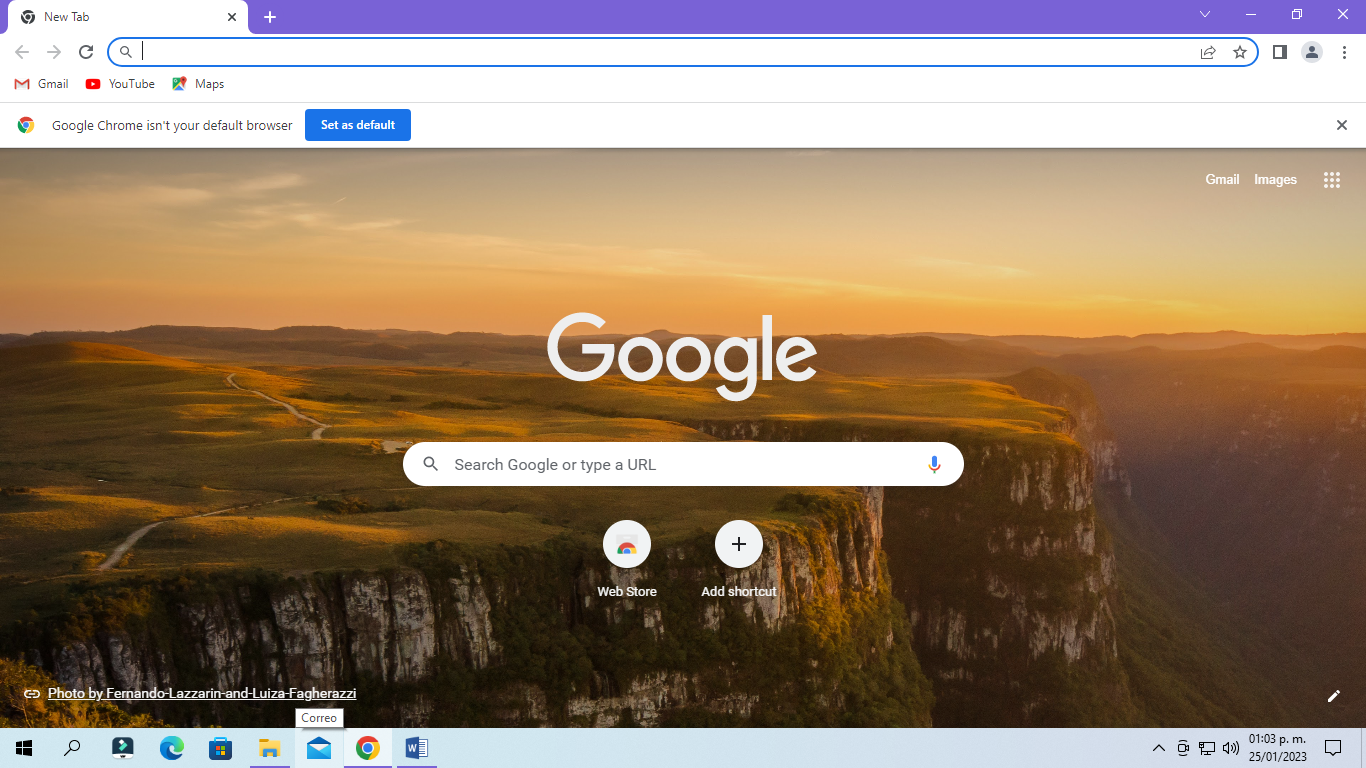 New Tab
Gmail
YouTube
Maps
Google Chrome isn't your default browser
Set as default
Gmail
Images
Google
Search Google or type a URL
Web Store
Add shortcut
Photo by Fernando-Lazzarin-and-Luiza-Fagherazzi
Correo
W
01:03 p. m.
25/01/2023